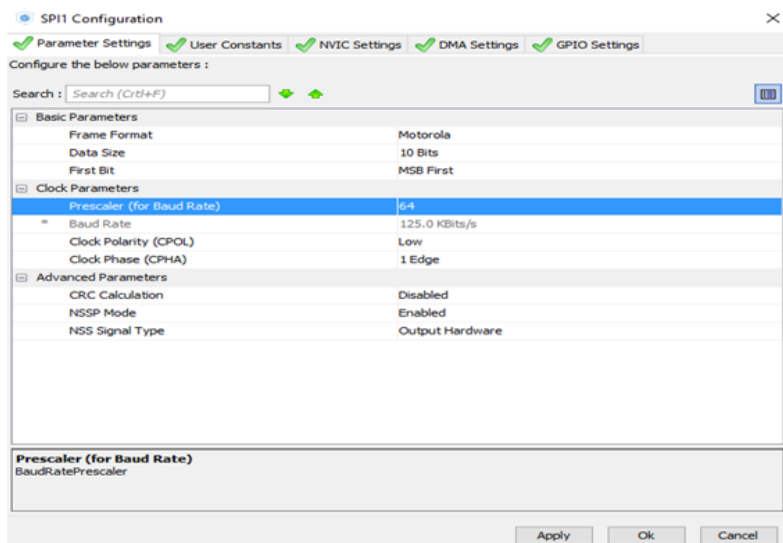 SPI1 Configuration
Parameter Settings User Constants NVIC Settings DMA Settings GPIO Settings
Configure the below parameters :
Search : Search (Crtl+F)
Basic Parameters
Frame Format Motorola
Data Size 10 Bits
First Bit MSB First
Clock Parameters
Prescaler (for Baud Rate) 64
* Baud Rate 125.0 KBits/s
Clock Polarity (CPOL) Low
Clock Phase (CPHA) 1 Edge
Advanced Parameters
CRC Calculation Disabled
NSSP Mode Enabled
NSS Signal Type Output Hardware
Prescaler (for Baud Rate)
BaudRatePrescaler
Apply Ok Cancel